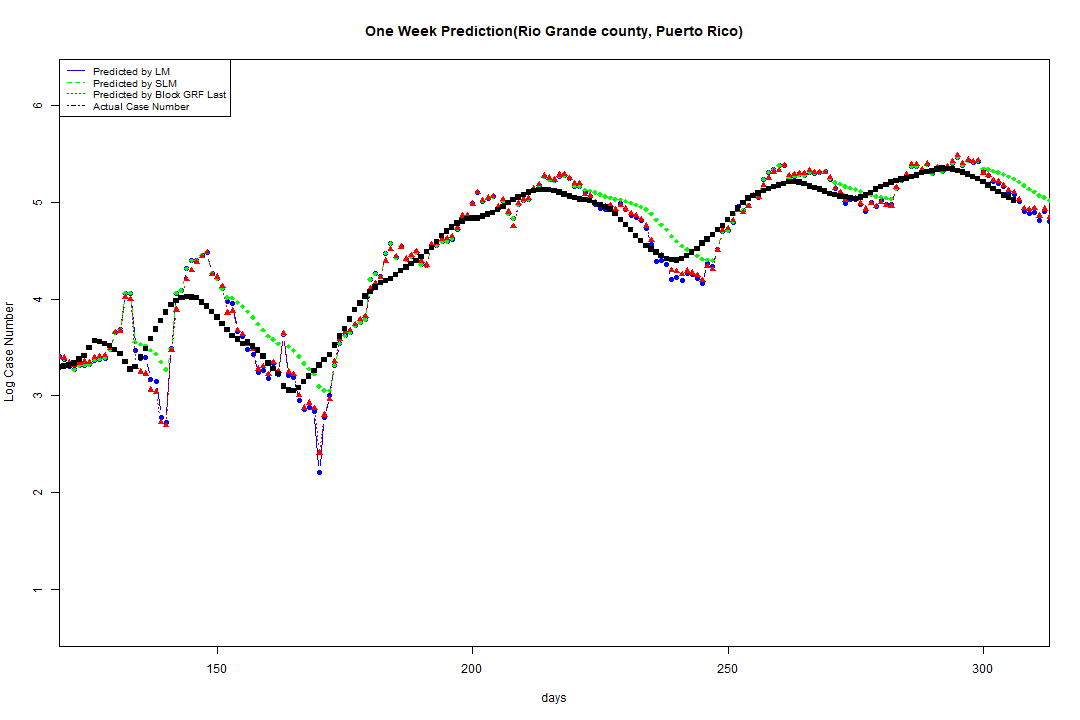 One Week Prediction(Rio Grande county, Puerto Rico)
Predicted by LM
Predicted by SLM
Predicted by Block GRF Last
Actual Case Number
6
5
4
3
2
1
Log Case Number
150 200 250 300
days